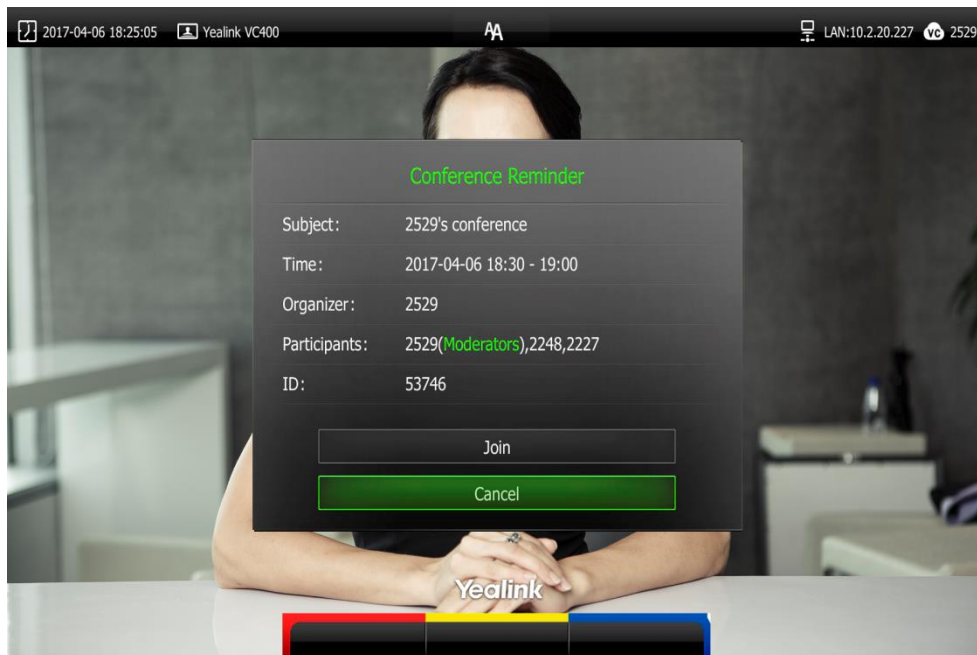 2017-04-06 18:25:05 Yealink VC400 AA LAN:10.2.20.227 VC 2529
Conference Reminder
Subject: 2529's conference
Time: 2017-04-06 18:30 - 19:00
Organizer: 2529
Participants: 2529(Moderators),2248,2227
ID: 53746
Join
Cancel
Yealink